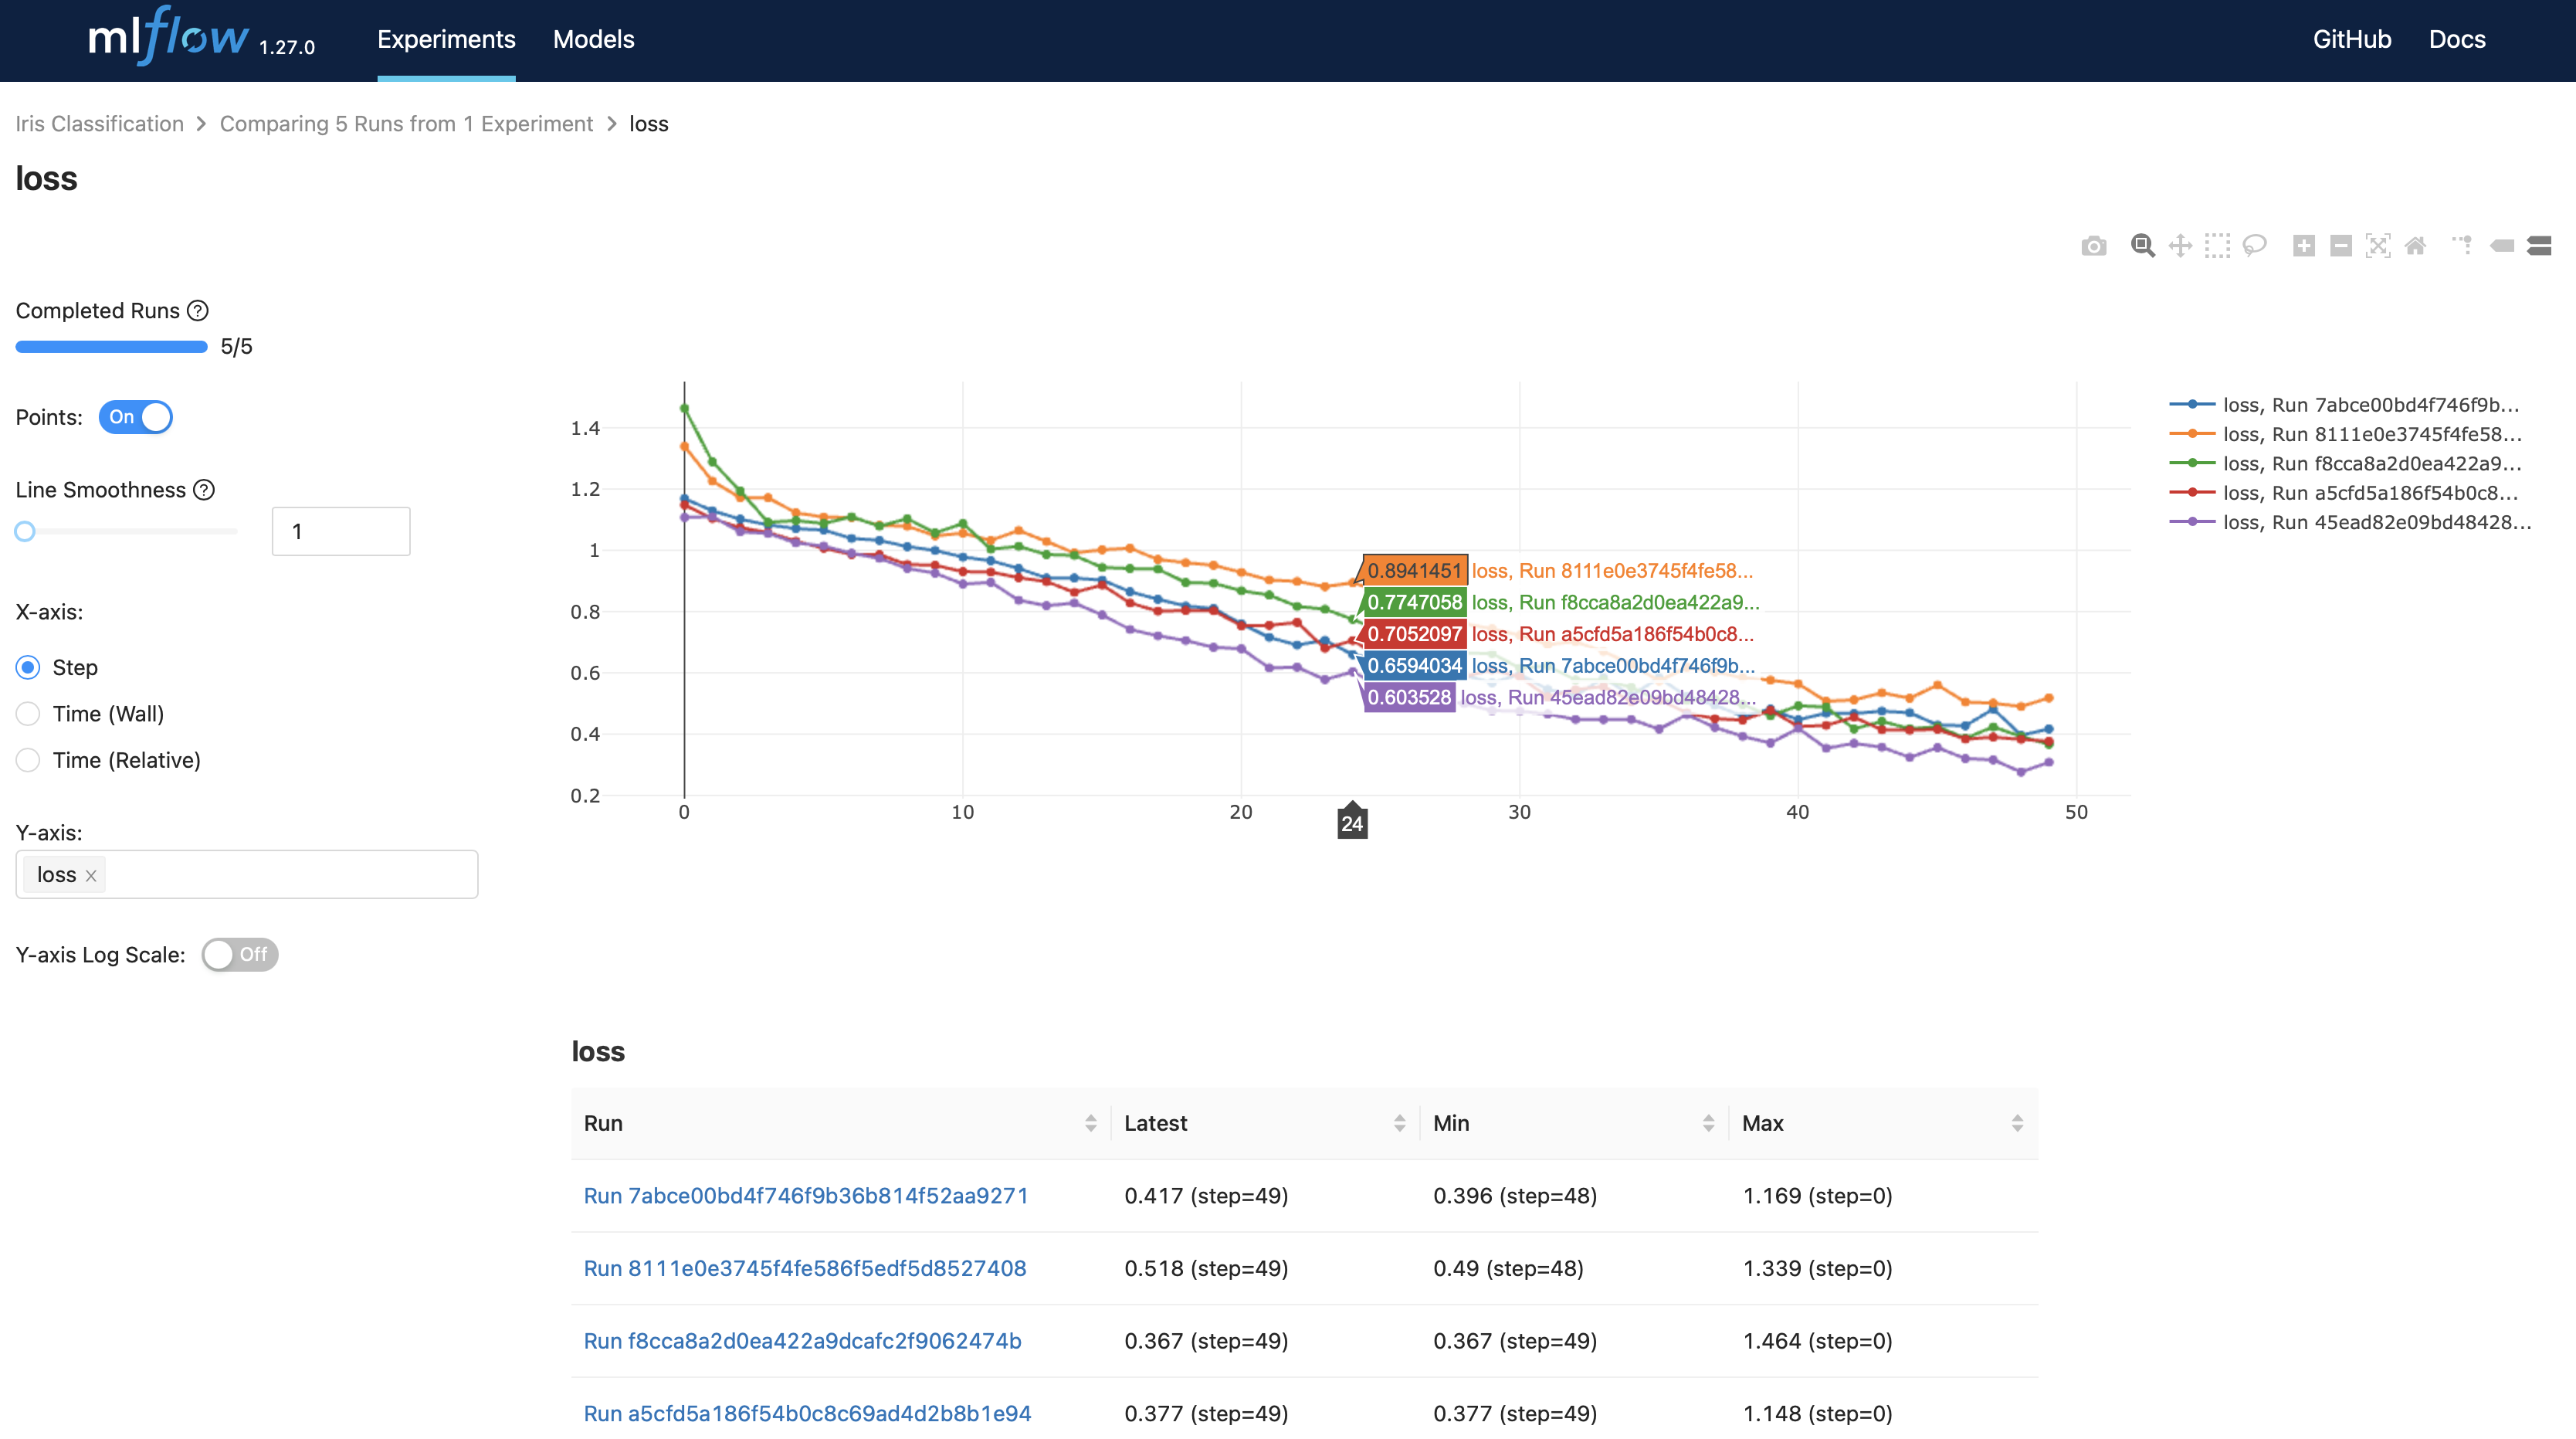 mlflow 1.27.0 Experiments Models GitHub Docs
Iris Classification > Comparing 5 Runs from 1 Experiment > loss
loss
Completed Runs ?
5/5
Points: On
Line Smoothness ?
1
X-axis:
Step
Time (Wall)
Time (Relative)
Y-axis:
loss ×
Y-axis Log Scale: Off
1.4
1.2
1
0.8
0.6
0.4
0.2
0 10 20 24 30 40 50
0.8941451 loss, Run 8111e0e3745f4fe58...
0.7747058 loss, Run f8cca8a2d0ea422a9...
0.7052097 loss, Run a5cfd5a186f54b0c8...
0.6594034 loss, Run 7abce00bd4f746f9b...
0.603528 loss, Run 45ead82e09bd48428...
loss, Run 7abce00bd4f746f9b...
loss, Run 8111e0e3745f4fe58...
loss, Run f8cca8a2d0ea422a9...
loss, Run a5cfd5a186f54b0c8...
loss, Run 45ead82e09bd48428...
loss
Run Latest Min Max
Run 7abce00bd4f746f9b36b814f52aa9271 0.417 (step=49) 0.396 (step=48) 1.169 (step=0)
Run 8111e0e3745f4fe586f5edf5d8527408 0.518 (step=49) 0.49 (step=48) 1.339 (step=0)
Run f8cca8a2d0ea422a9dcafc2f9062474b 0.367 (step=49) 0.367 (step=49) 1.464 (step=0)
Run a5cfd5a186f54b0c8c69ad4d2b8b1e94 0.377 (step=49) 0.377 (step=49) 1.148 (step=0)